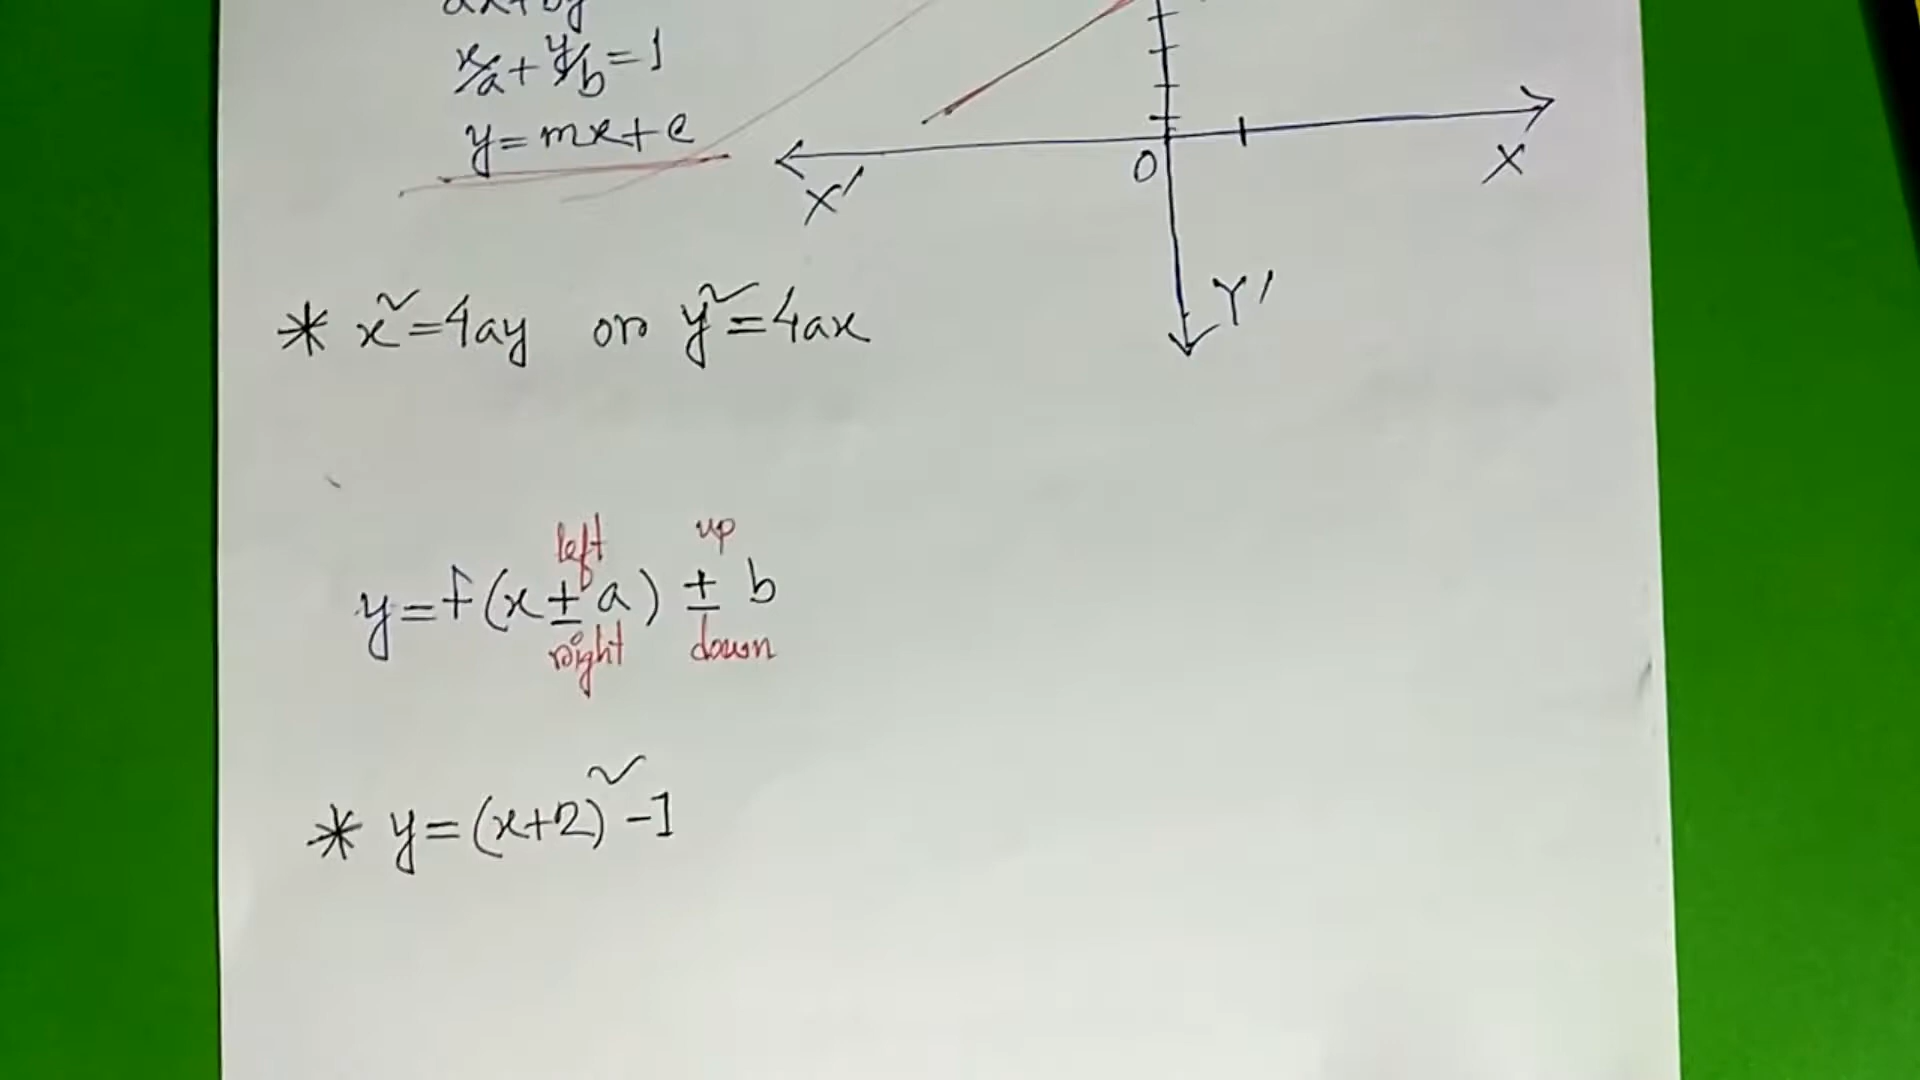 x/a + y/b = 1
y = mx + c
O
X
X'
Y'
* x² = 4ay or y² = 4ax
left up
y = f(x ± a) ± b
right down
* y = (x+2)² - 1